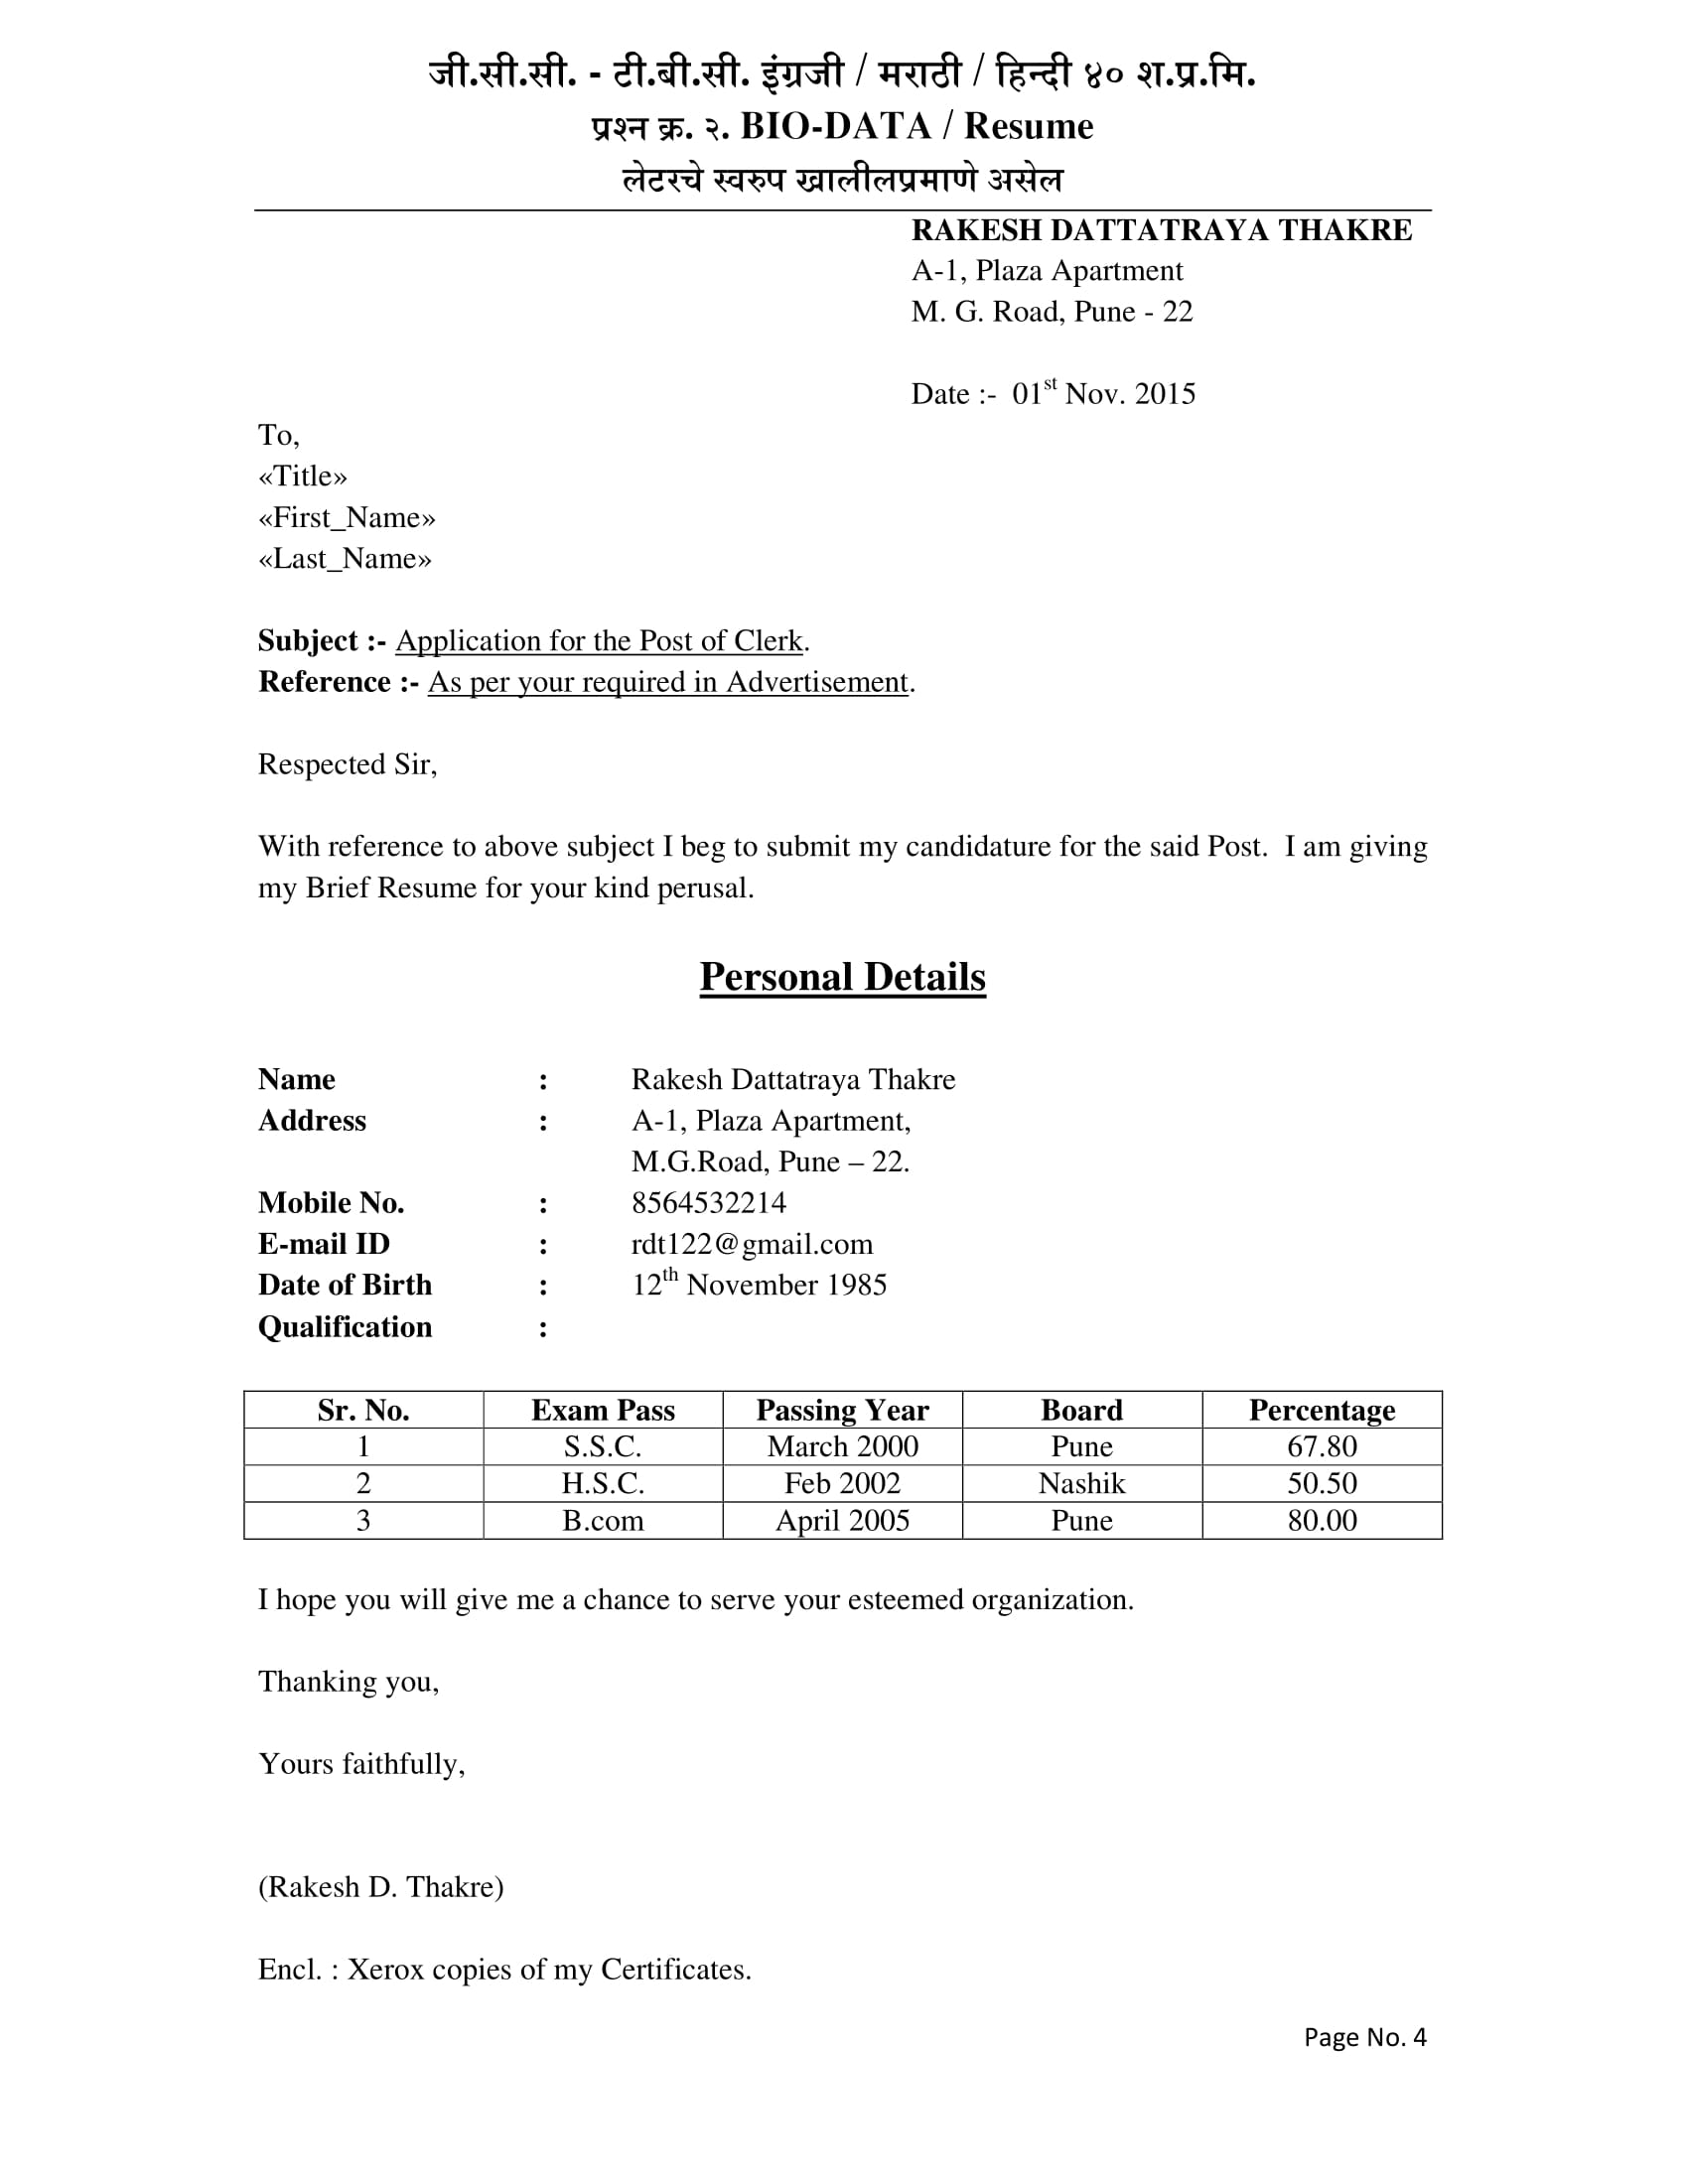 जी.सी.सी. - टी.बी.सी. इंग्रजी / मराठी / हिन्दी ४० श.प्र.मि.
प्रश्न क्र. २. BIO-DATA / Resume
लेटरचे स्वरुप खालीलप्रमाणे असेल
RAKESH DATTATRAYA THAKRE
A-1, Plaza Apartment
M. G. Road, Pune - 22
Date :- 01st Nov. 2015
To,
«Title»
«First_Name»
«Last_Name»
Subject :- Application for the Post of Clerk.
Reference :- As per your required in Advertisement.
Respected Sir,
With reference to above subject I beg to submit my candidature for the said Post. I am giving
my Brief Resume for your kind perusal.
Personal Details
Name : Rakesh Dattatraya Thakre
Address : A-1, Plaza Apartment,
M.G.Road, Pune – 22.
Mobile No. : 8564532214
E-mail ID : rdt122@gmail.com
Date of Birth : 12th November 1985
Qualification :
Sr. No. Exam Pass Passing Year Board Percentage
1 S.S.C. March 2000 Pune 67.80
2 H.S.C. Feb 2002 Nashik 50.50
3 B.com April 2005 Pune 80.00
I hope you will give me a chance to serve your esteemed organization.
Thanking you,
Yours faithfully,
(Rakesh D. Thakre)
Encl. : Xerox copies of my Certificates.
Page No. 4